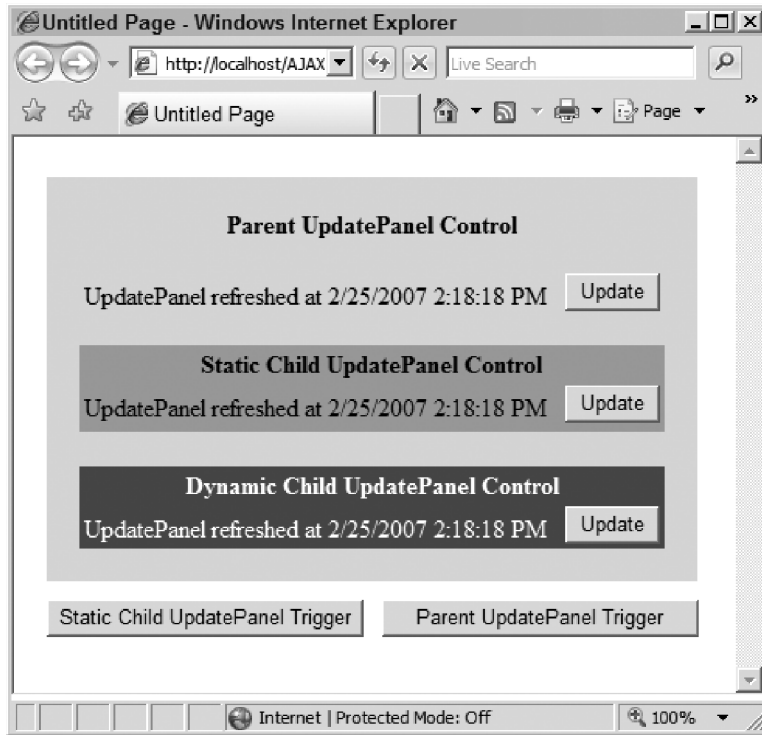 Untitled Page - Windows Internet Explorer
http://localhost/AJAX
Live Search
Untitled Page
Page
»
Parent UpdatePanel Control
UpdatePanel refreshed at 2/25/2007 2:18:18 PM
Update
Static Child UpdatePanel Control
UpdatePanel refreshed at 2/25/2007 2:18:18 PM
Update
Dynamic Child UpdatePanel Control
UpdatePanel refreshed at 2/25/2007 2:18:18 PM
Update
Static Child UpdatePanel Trigger
Parent UpdatePanel Trigger
Internet | Protected Mode: Off
100%